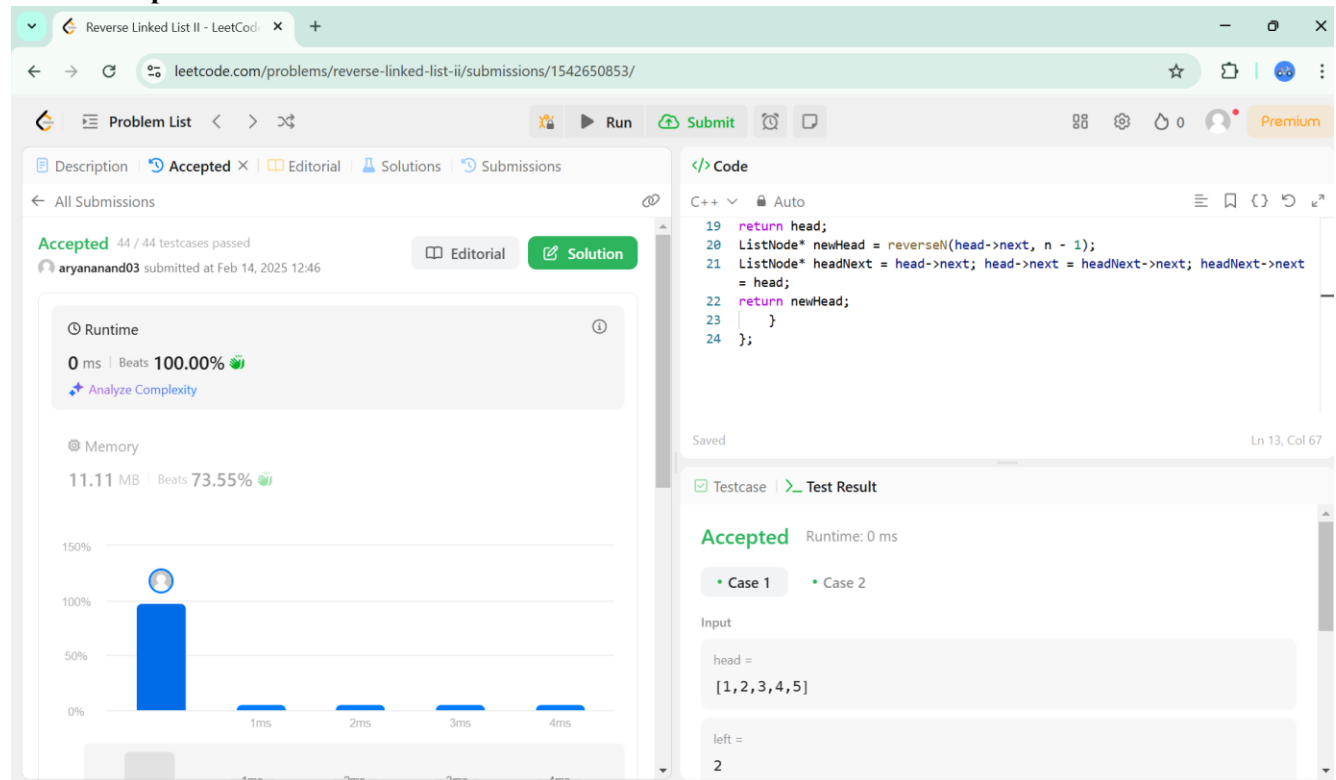 Reverse Linked List II - LeetCod
leetcode.com/problems/reverse-linked-list-ii/submissions/1542650853/
Problem List
Run
Submit
0
Premium
Description
Accepted
Editorial
Solutions
Submissions
All Submissions
Accepted 44 / 44 testcases passed
aryananand03 submitted at Feb 14, 2025 12:46
Editorial
Solution
Runtime
0 ms Beats 100.00%
Analyze Complexity
Memory
11.11 MB Beats 73.55%
150%
100%
50%
0%
1ms 2ms 3ms 4ms
</> Code
C++ Auto
19 return head;
20 ListNode* newHead = reverseN(head->next, n - 1);
21 ListNode* headNext = head->next; head->next = headNext->next; headNext->next
= head;
22 return newHead;
23 }
24 };
Saved
Ln 13, Col 67
Testcase
Test Result
Accepted Runtime: 0 ms
Case 1
Case 2
Input
head =
[1,2,3,4,5]
left =
2